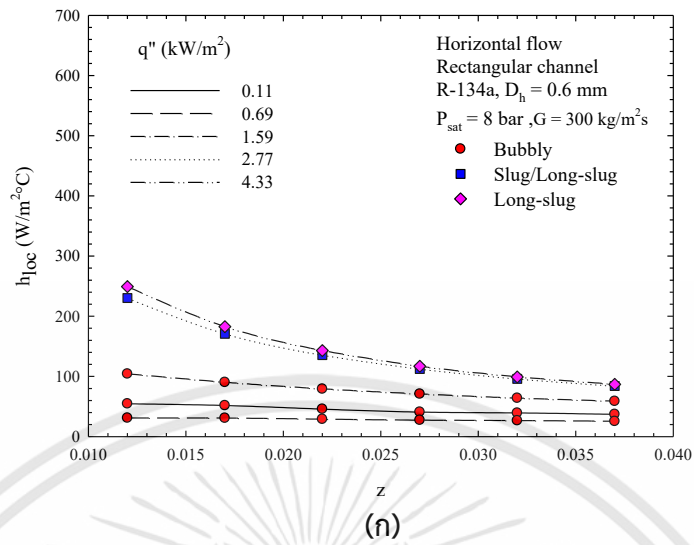 q" (kW/m²)
0.11
0.69
1.59
2.77
4.33
Horizontal flow
Rectangular channel
R-134a, Dₕ = 0.6 mm
Pₛₐₜ = 8 bar ,G = 300 kg/m²s
Bubbly
Slug/Long-slug
Long-slug
700
600
500
400
300
200
100
0
h_loc (W/m²°C)
0.010 0.015 0.020 0.025 0.030 0.035 0.040
z
(ก)